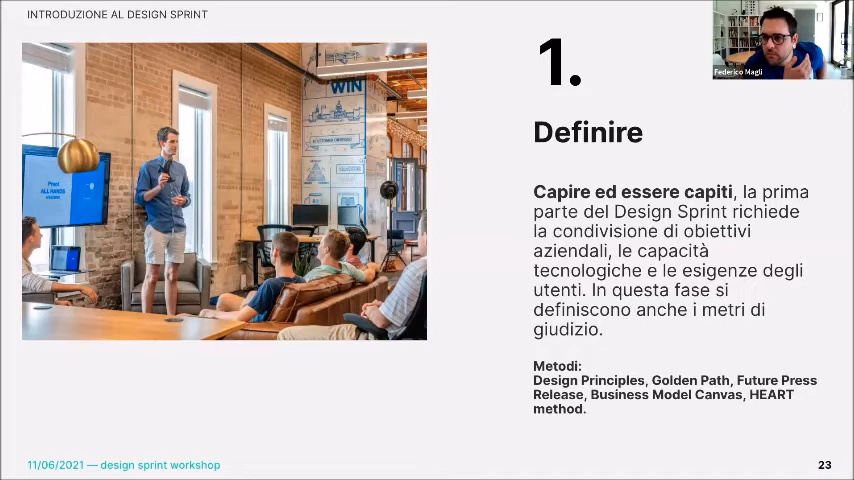 INTRODUZIONE AL DESIGN SPRINT
1.
Federico Magli
WIN
Definire
ALL HANDS
Capire ed essere capiti, la prima
parte del Design Sprint richiede
la condivisione di obiettivi
aziendali, le capacità
tecnologiche e le esigenze degli
utenti. In questa fase si
definiscono anche i metri di
giudizio.
Metodi:
Design Principles, Golden Path, Future Press
Release, Business Model Canvas, HEART
method.
11/06/2021 — design sprint workshop
23